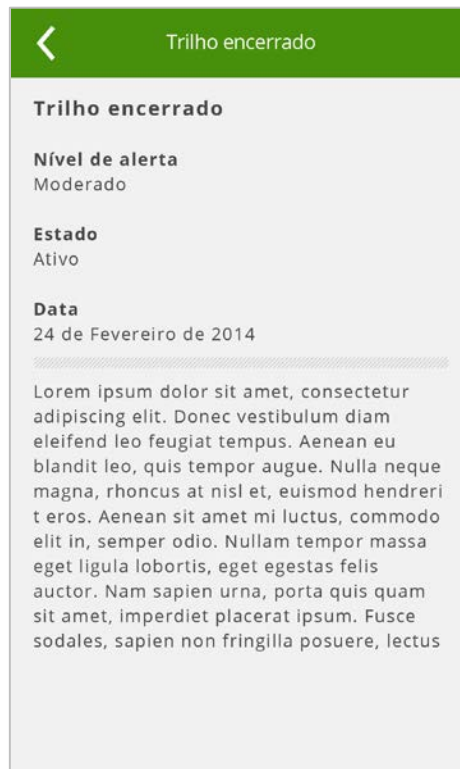 Trilho encerrado
Trilho encerrado
Nível de alerta
Moderado
Estado
Ativo
Data
24 de Fevereiro de 2014
Lorem ipsum dolor sit amet, consectetur
adipiscing elit. Donec vestibulum diam
eleifend leo feugiat tempus. Aenean eu
blandit leo, quis tempor augue. Nulla neque
magna, rhoncus at nisl et, euismod hendreri
t eros. Aenean sit amet mi luctus, commodo
elit in, semper odio. Nullam tempor massa
eget ligula lobortis, eget egestas felis
auctor. Nam sapien urna, porta quis quam
sit amet, imperdiet placerat ipsum. Fusce
sodales, sapien non fringilla posuere, lectus